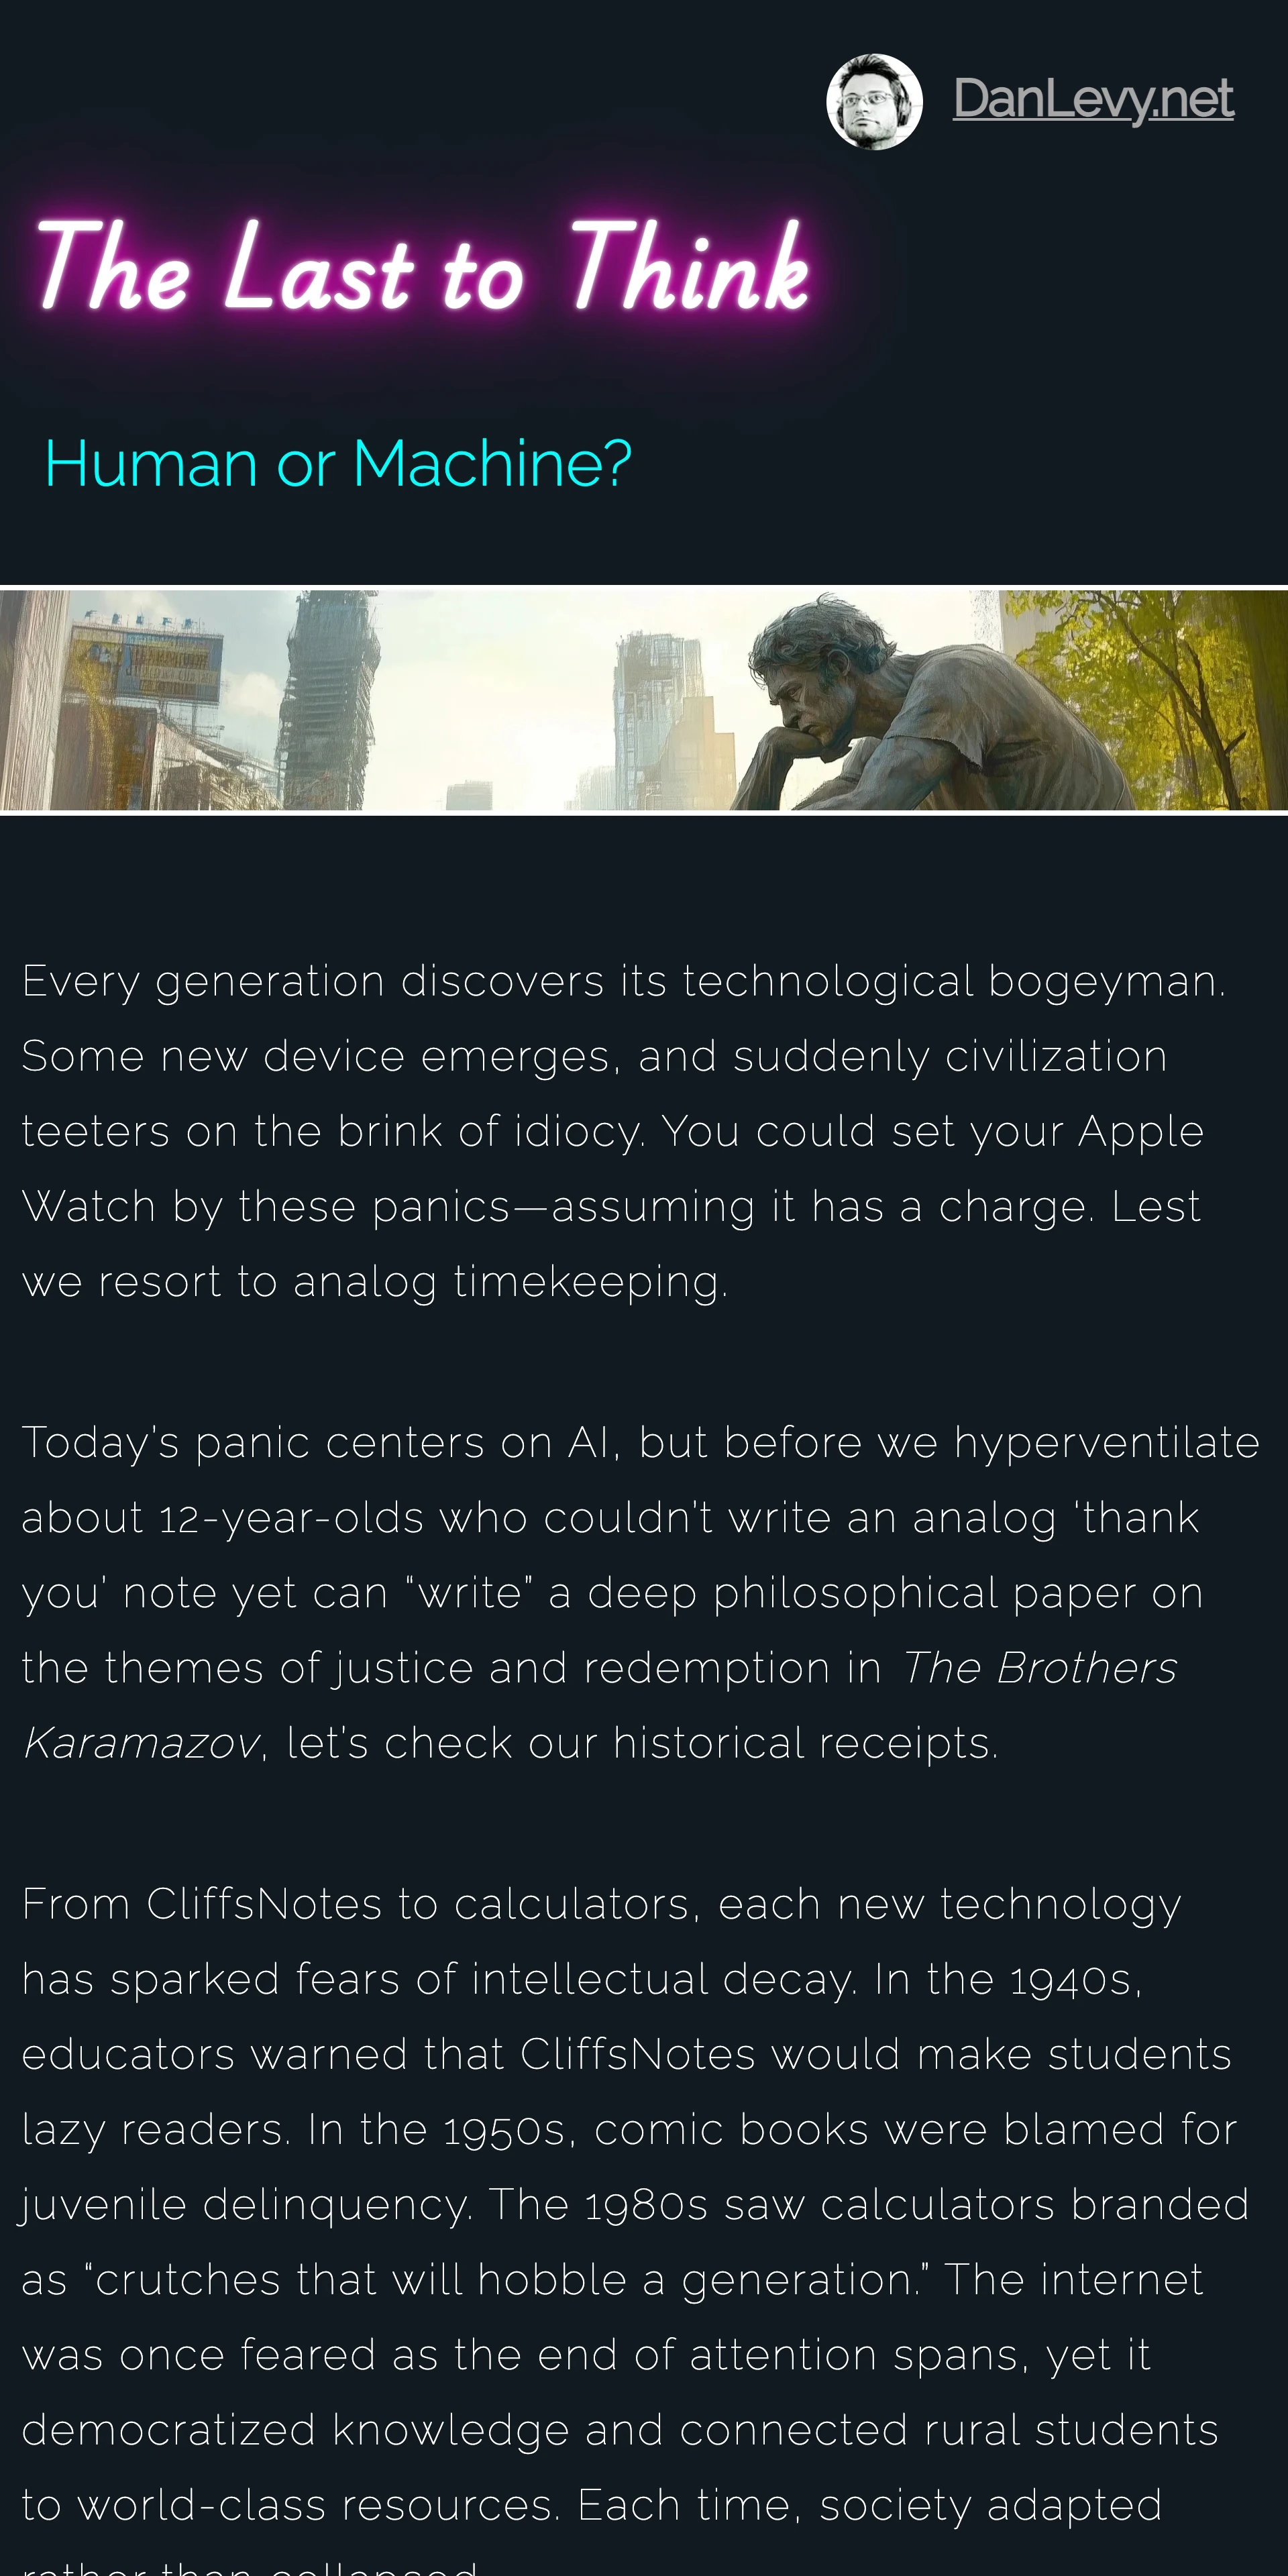 DanLevy.net
The Last to Think
Human or Machine?
Every generation discovers its technological bogeyman.
Some new device emerges, and suddenly civilization
teeters on the brink of idiocy. You could set your Apple
Watch by these panics—assuming it has a charge. Lest
we resort to analog timekeeping.
Today’s panic centers on AI, but before we hyperventilate
about 12-year-olds who couldn’t write an analog ‘thank
you’ note yet can “write” a deep philosophical paper on
the themes of justice and redemption in The Brothers
Karamazov, let’s check our historical receipts.
From CliffsNotes to calculators, each new technology
has sparked fears of intellectual decay. In the 1940s,
educators warned that CliffsNotes would make students
lazy readers. In the 1950s, comic books were blamed for
juvenile delinquency. The 1980s saw calculators branded
as “crutches that will hobble a generation.” The internet
was once feared as the end of attention spans, yet it
democratized knowledge and connected rural students
to world-class resources. Each time, society adapted
rather than collapsed